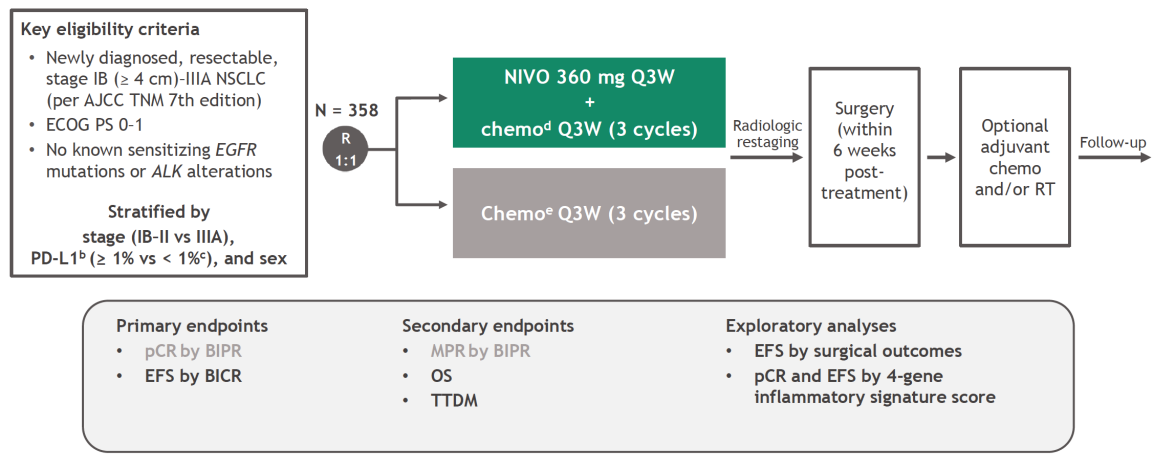 Key eligibility criteria
• Newly diagnosed, resectable,
stage IB (≥ 4 cm)–IIIA NSCLC
(per AJCC TNM 7th edition)
• ECOG PS 0–1
• No known sensitizing EGFR
mutations or ALK alterations
Stratified by
stage (IB–II vs IIIA),
PD-L1ᵇ (≥ 1% vs < 1%ᶜ), and sex
N = 358
R
1:1
NIVO 360 mg Q3W
+
chemoᵈ Q3W (3 cycles)
Chemoᵉ Q3W (3 cycles)
Radiologic
restaging
Surgery
(within
6 weeks
post-
treatment)
Optional
adjuvant
chemo
and/or RT
Follow-up
Primary endpoints
• pCR by BIPR
• EFS by BICR
Secondary endpoints
• MPR by BIPR
• OS
• TTDM
Exploratory analyses
• EFS by surgical outcomes
• pCR and EFS by 4-gene
inflammatory signature score